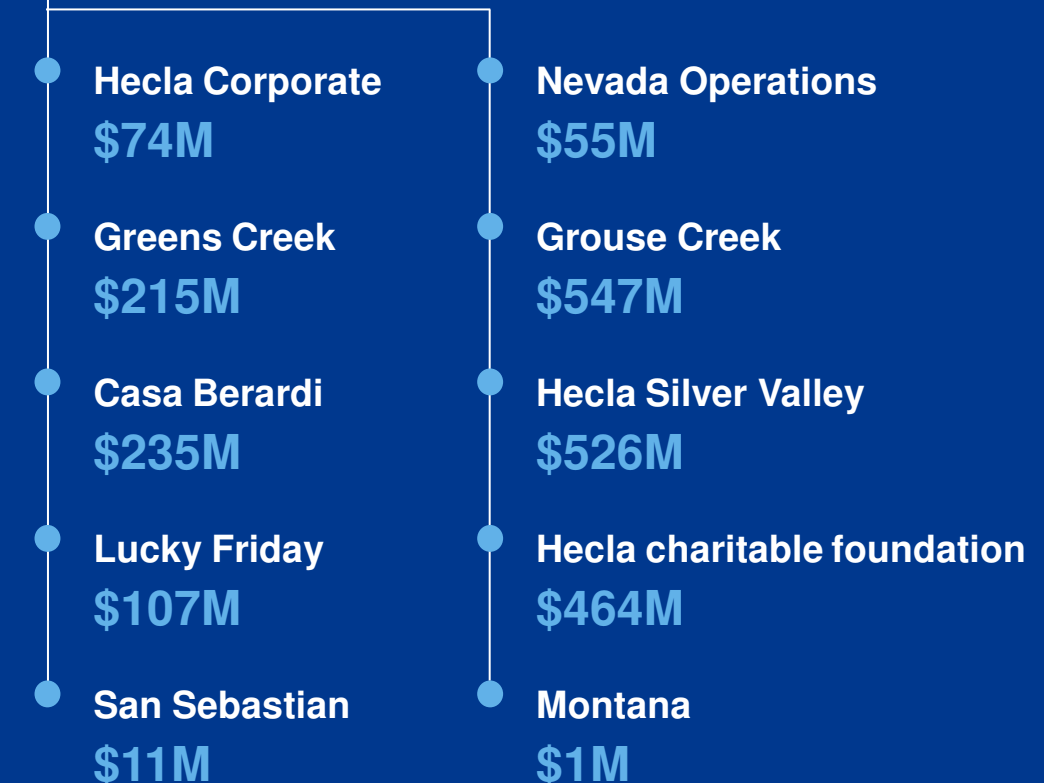 Hecla Corporate
$74M
Greens Creek
$215M
Casa Berardi
$235M
Lucky Friday
$107M
San Sebastian
$11M
Nevada Operations
$55M
Grouse Creek
$547M
Hecla Silver Valley
$526M
Hecla charitable foundation
$464M
Montana
$1M